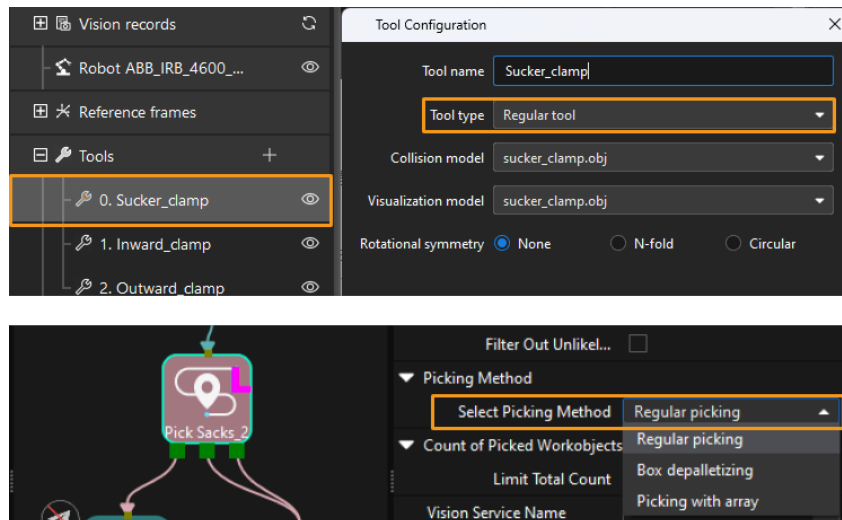 Vision records
Robot ABB_IRB_4600_...
Reference frames
Tools
0. Sucker_clamp
1. Inward_clamp
2. Outward_clamp
Tool Configuration
Tool name Sucker_clamp
Tool type Regular tool
Collision model sucker_clamp.obj
Visualization model sucker_clamp.obj
Rotational symmetry None N-fold Circular
Pick Sacks_2
Filter Out Unlikel...
Picking Method
Select Picking Method Regular picking
Regular picking
Count of Picked Workobjects
Box depalletizing
Limit Total Count
Picking with array
Vision Service Name